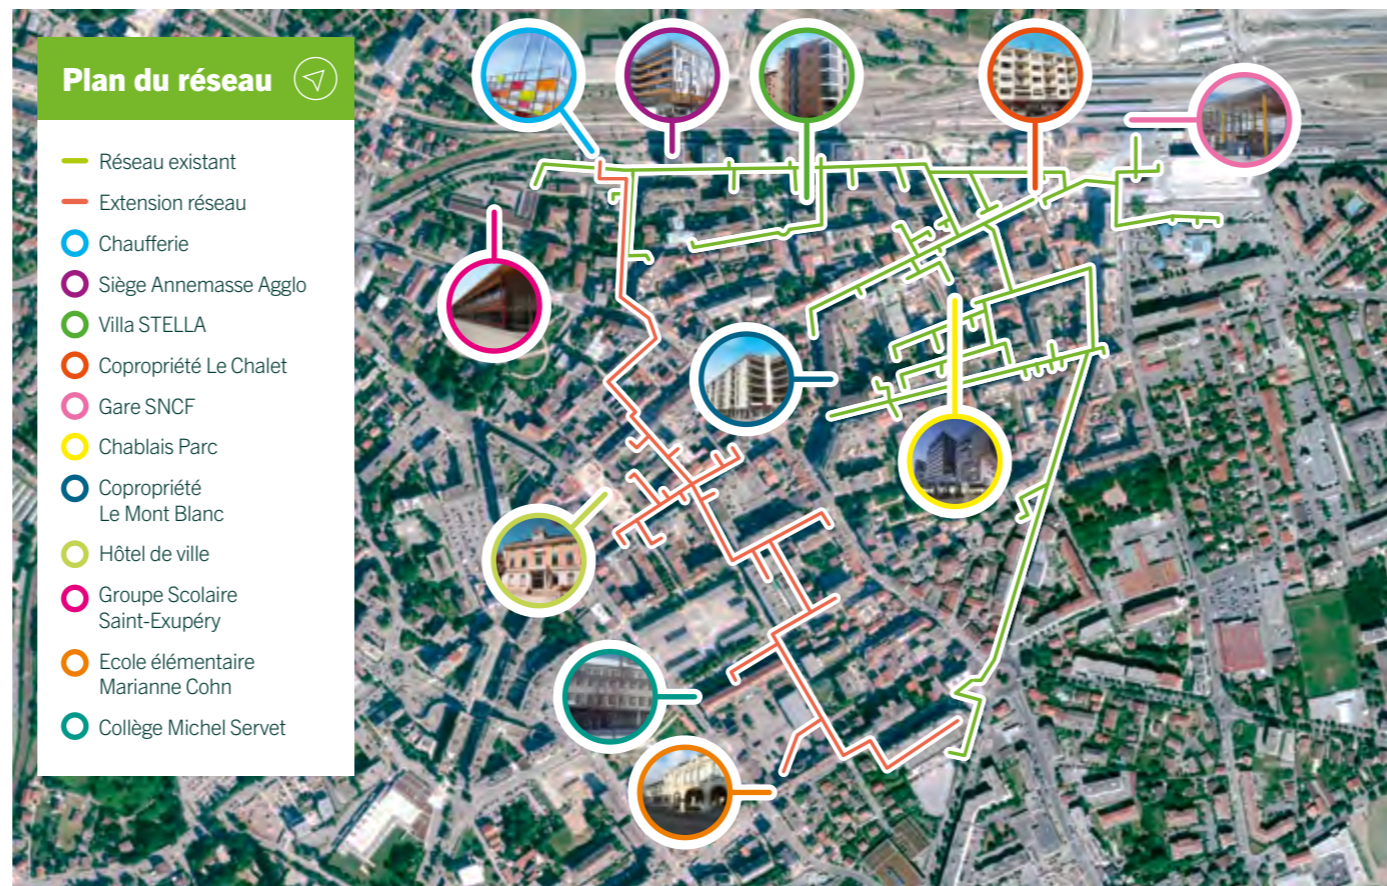 Plan du réseau
Réseau existant
Extension réseau
Chaufferie
Siège Annemasse Agglo
Villa STELLA
Copropriété Le Chalet
Gare SNCF
Chablais Parc
Copropriété
Le Mont Blanc
Hôtel de ville
Groupe Scolaire
Saint-Exupéry
Ecole élémentaire
Marianne Cohn
Collège Michel Servet